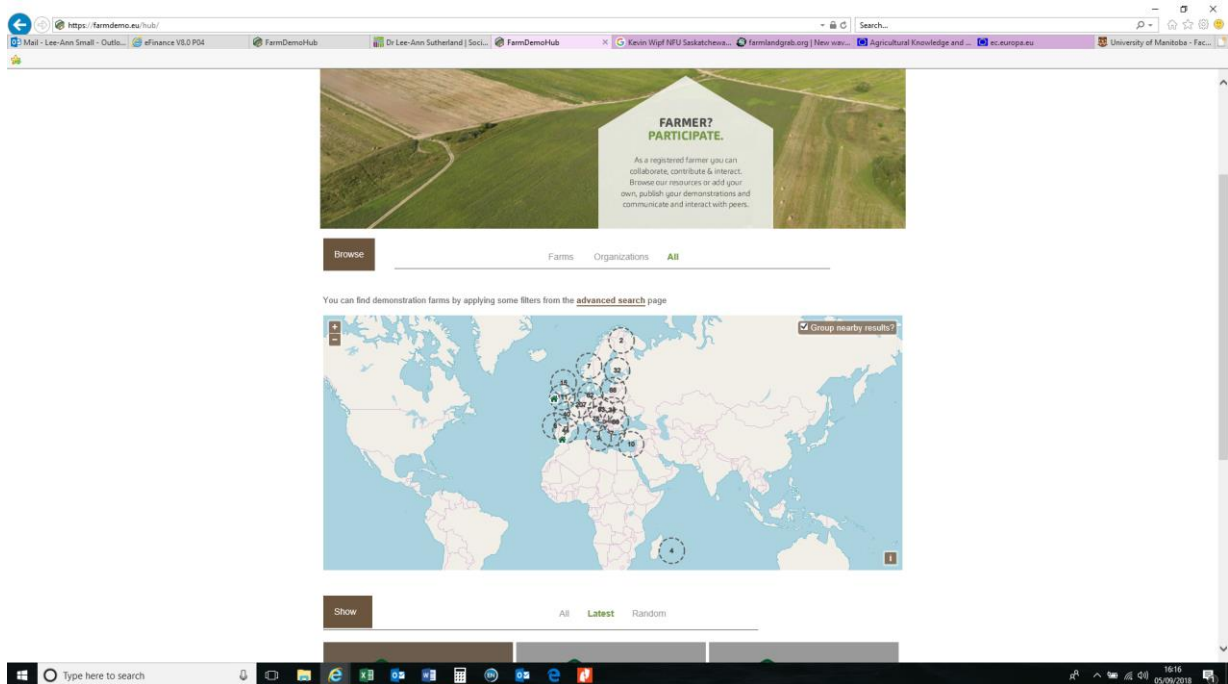 https://farmdemo.eu/hub/
Search...
Mail - Lee-Ann Small - Outlo...
eFinance V8.0 P04
FarmDemoHub
Dr Lee-Ann Sutherland | Soci...
FarmDemoHub
Kevin Wipf NFU Saskatchewa...
farmlandgrab.org | New wav...
Agricultural Knowledge and ...
ec.europa.eu
University of Manitoba - Fac...
FARMER?
PARTICIPATE.
As a registered farmer you can
collaborate, contribute & interact.
Browse our resources or add your
own, publish your demonstrations and
communicate and interact with peers.
Browse
Farms Organizations All
You can find demonstration farms by applying some filters from the advanced search page
+
-
Group nearby results?
2
7
32
15
10
4
i
Show
All Latest Random
Type here to search
16:16
05/09/2018